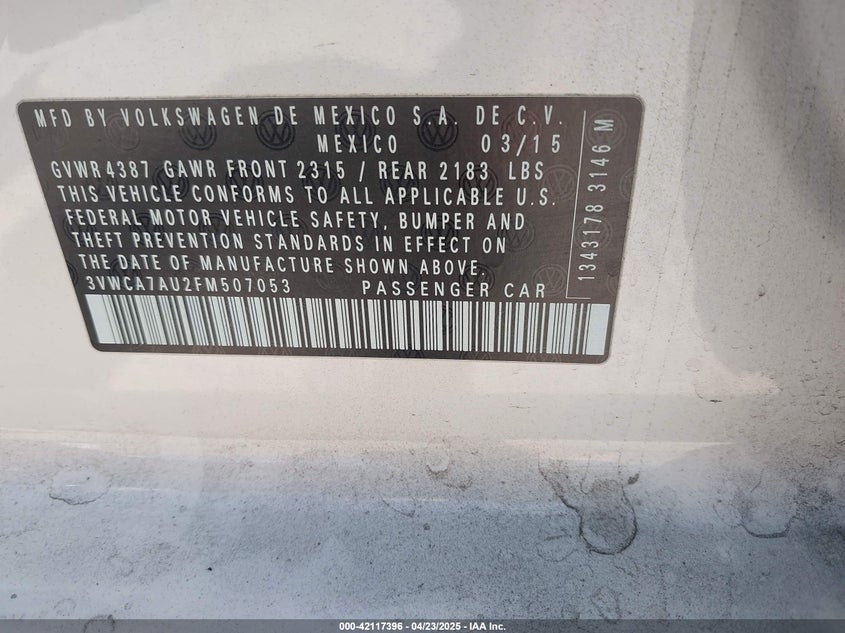 MFD BY VOLKSWAGEN DE MEXICO S.A. DE C.V.
MEXICO 03/15
GVWR 4387 GAWR FRONT 2315 / REAR 2183 LBS
THIS VEHICLE CONFORMS TO ALL APPLICABLE U.S.
FEDERAL MOTOR VEHICLE SAFETY, BUMPER AND
THEFT PREVENTION STANDARDS IN EFFECT ON
THE DATE OF MANUFACTURE SHOWN ABOVE.
3VWCA7AU2FM507053 PASSENGER CAR
1343178 3146 M
000-42117396 - 04/23/2025 - IAA Inc.